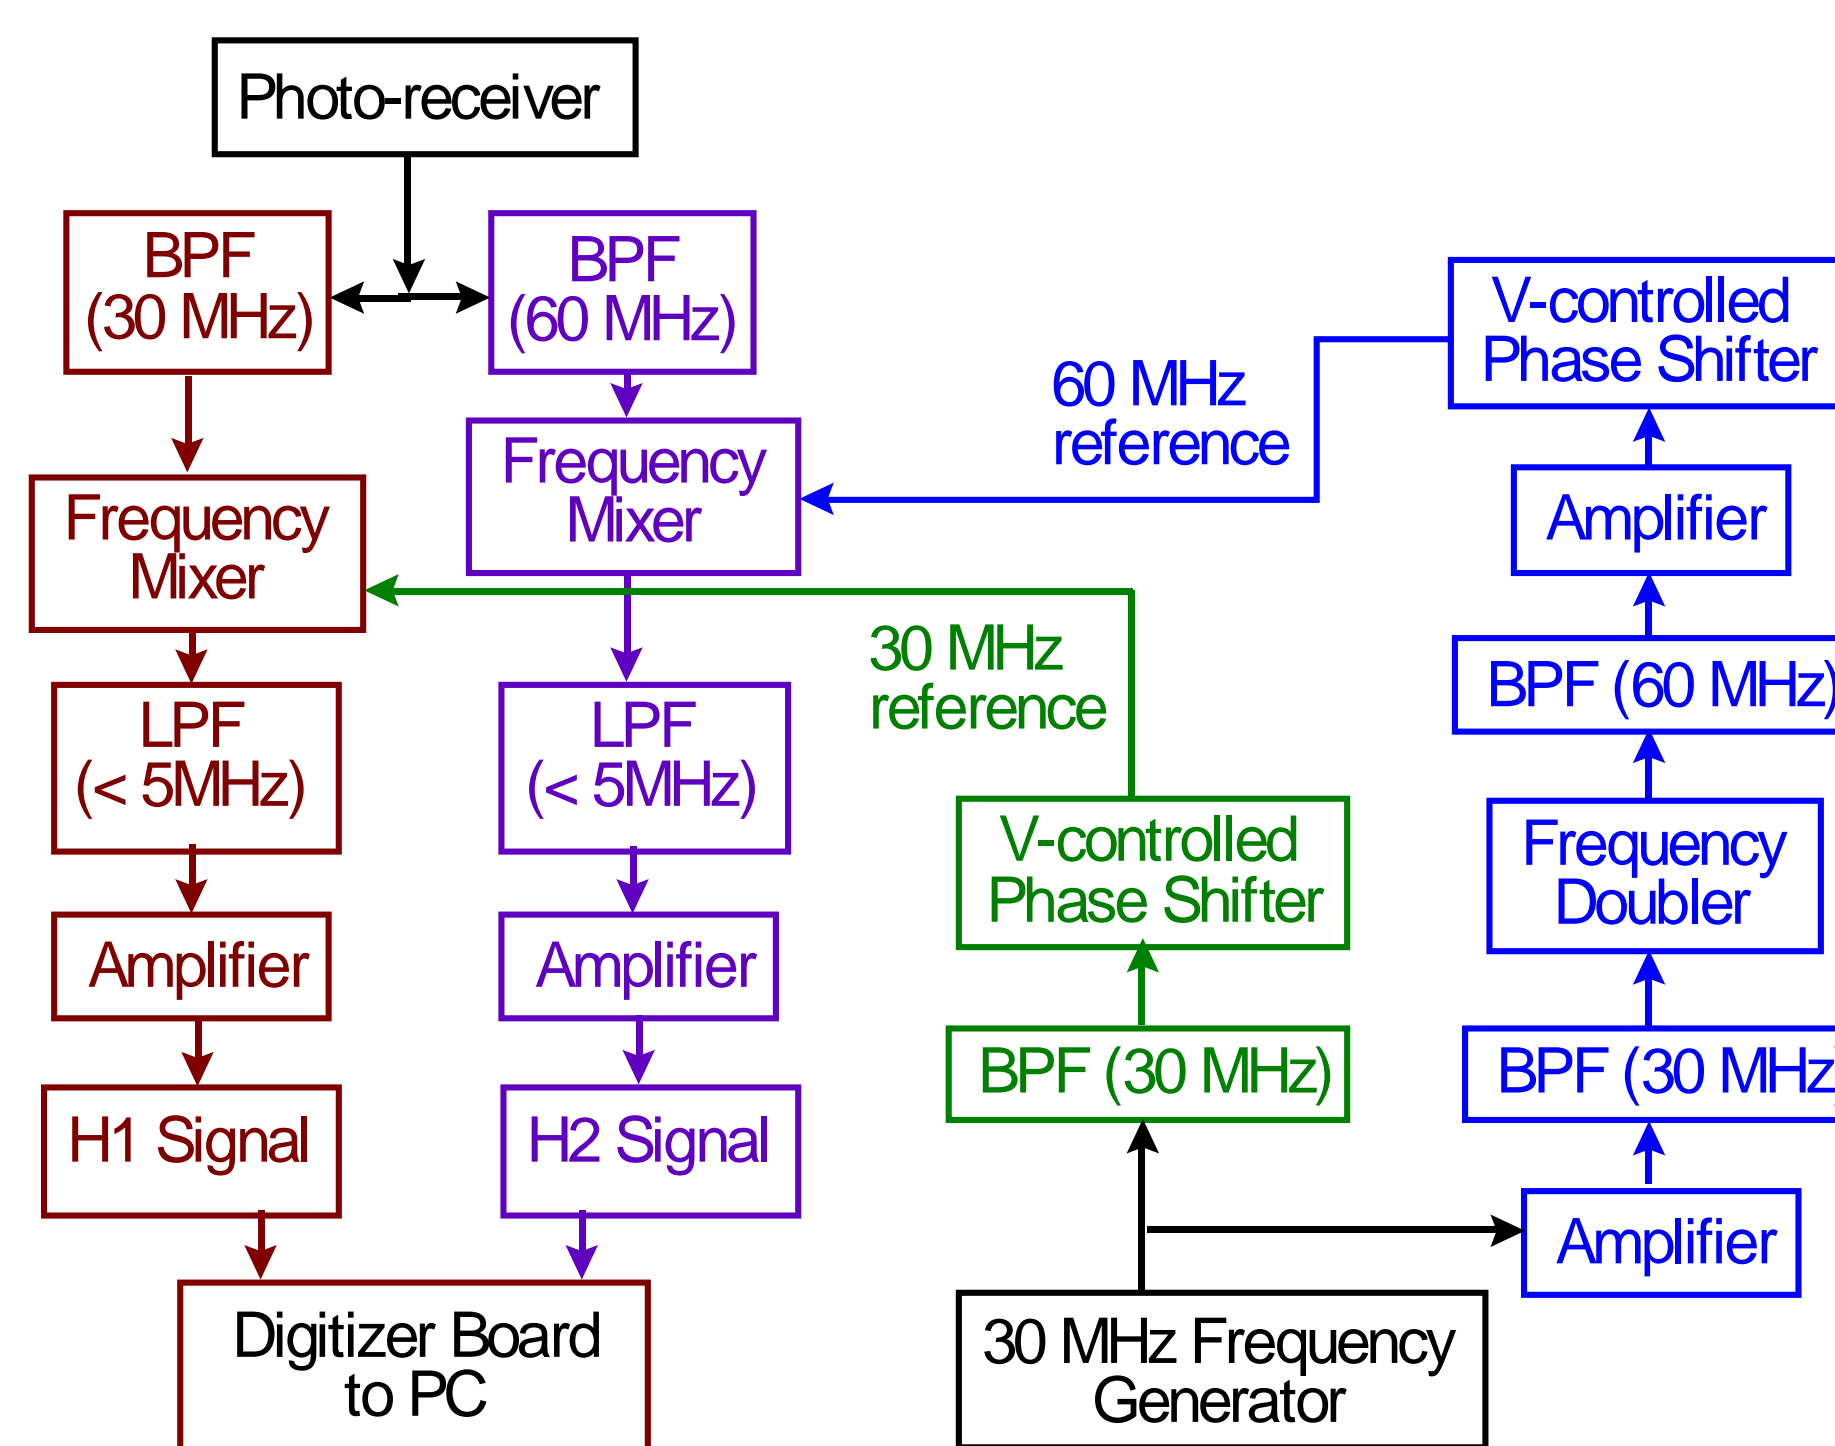 Photo-receiver
BPF
(30 MHz)
BPF
(60 MHz)
Frequency
Mixer
Frequency
Mixer
LPF
(< 5MHz)
LPF
(< 5MHz)
Amplifier
Amplifier
H1 Signal
H2 Signal
Digitizer Board
to PC
60 MHz
reference
30 MHz
reference
V-controlled
Phase Shifter
BPF (30 MHz)
30 MHz Frequency
Generator
V-controlled
Phase Shifter
Amplifier
BPF (60 MHz)
Frequency
Doubler
BPF (30 MHz)
Amplifier